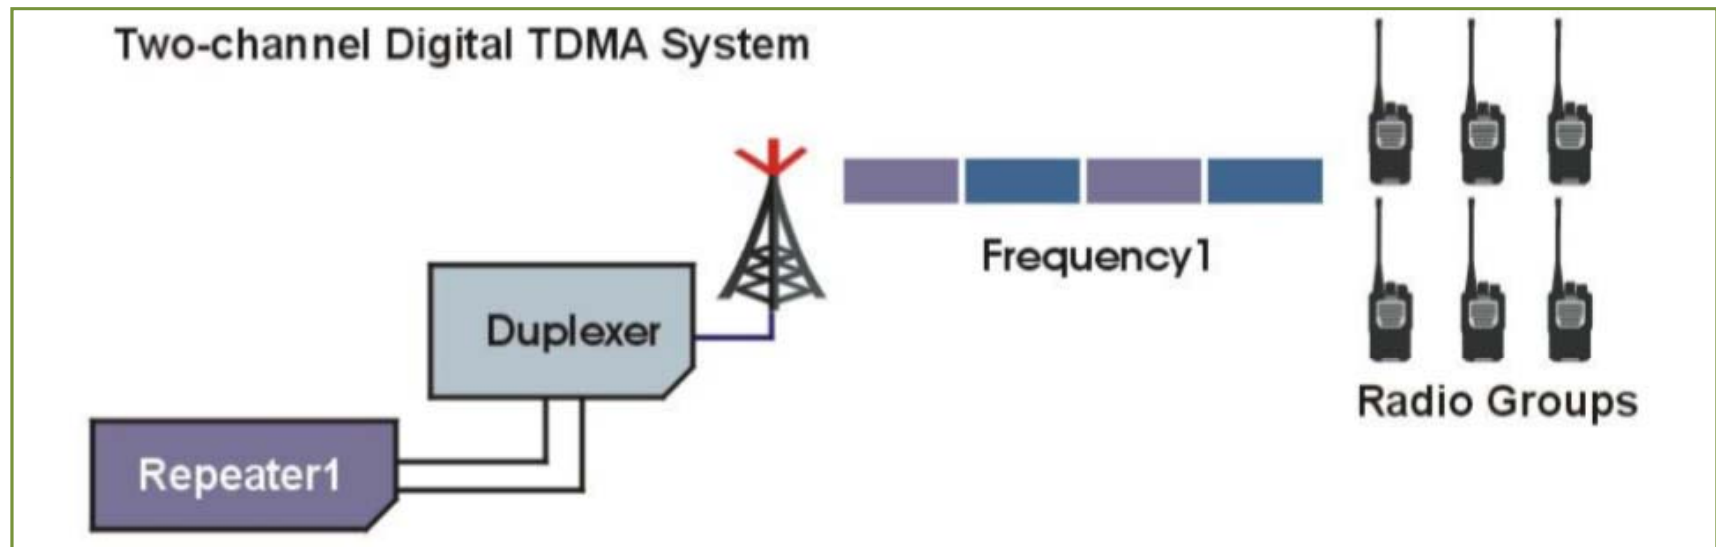 Two-channel Digital TDMA System
Frequency1
Duplexer
Radio Groups
Repeater1